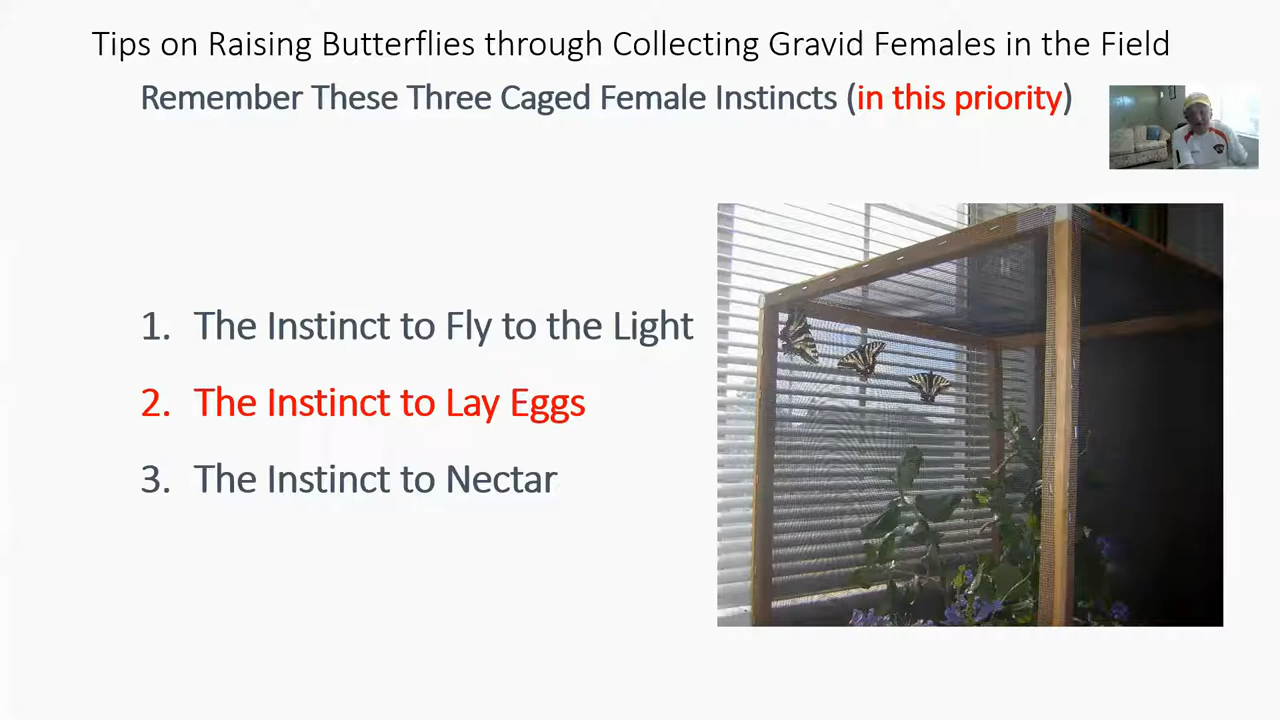 Tips on Raising Butterflies through Collecting Gravid Females in the Field
Remember These Three Caged Female Instincts (in this priority)
1. The Instinct to Fly to the Light
2. The Instinct to Lay Eggs
3. The Instinct to Nectar